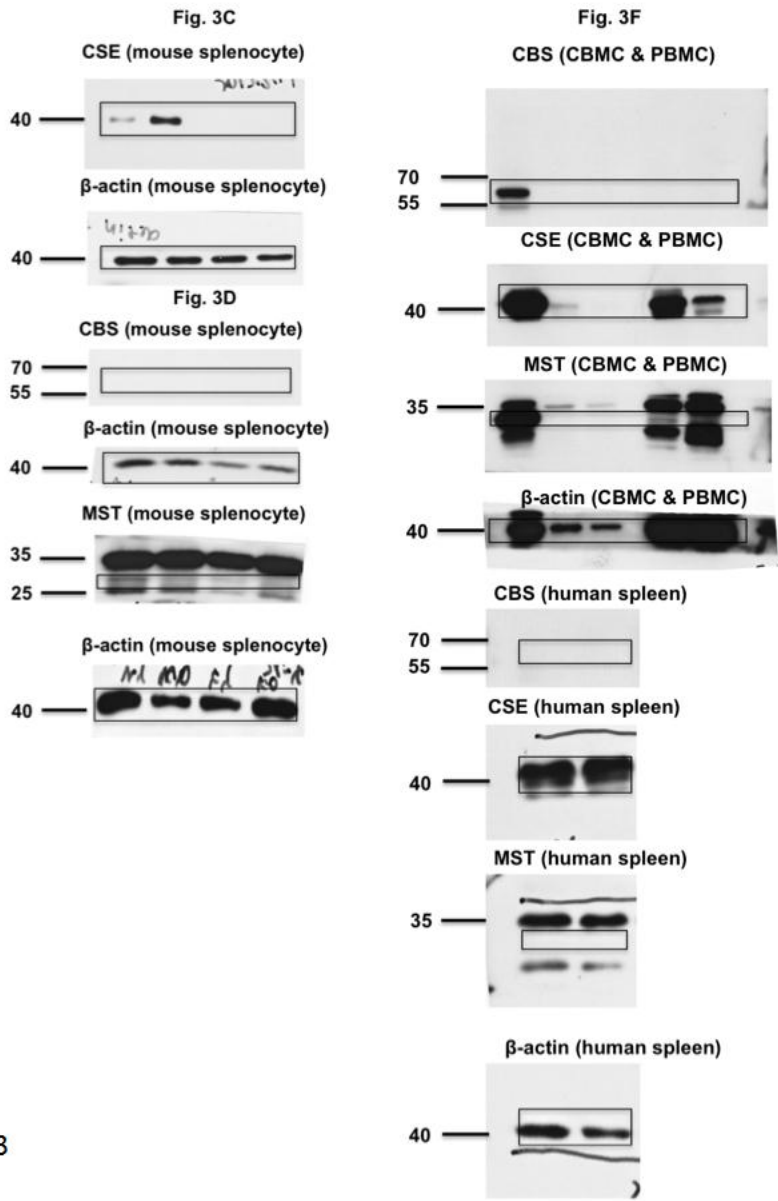 Fig. 3C
CSE (mouse splenocyte)
40
β-actin (mouse splenocyte)
40
Fig. 3D
CBS (mouse splenocyte)
70
55
β-actin (mouse splenocyte)
40
MST (mouse splenocyte)
35
25
β-actin (mouse splenocyte)
40
3
Fig. 3F
CBS (CBMC & PBMC)
70
55
CSE (CBMC & PBMC)
40
MST (CBMC & PBMC)
35
β-actin (CBMC & PBMC)
40
CBS (human spleen)
70
55
CSE (human spleen)
40
MST (human spleen)
35
β-actin (human spleen)
40